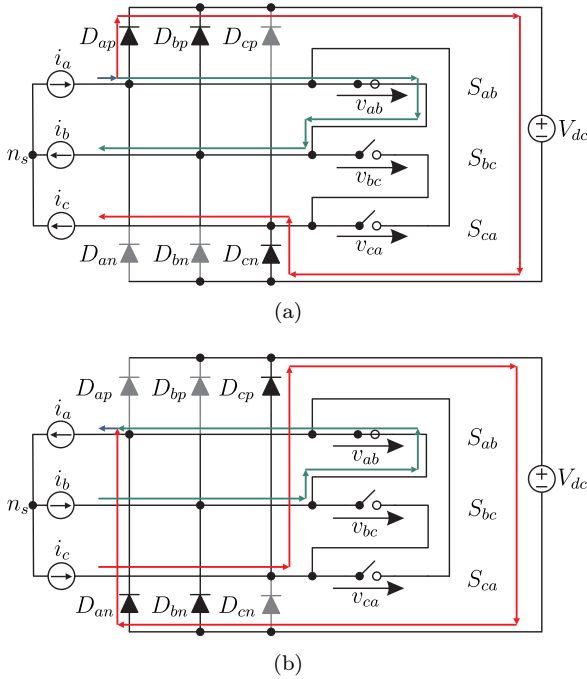 D_{ap} D_{bp} D_{cp}
i_a
v_{ab} S_{ab}
i_b
V_{dc}
n_s
v_{bc} S_{bc}
i_c
v_{ca} S_{ca}
D_{an} D_{bn} D_{cn}
(a)
D_{ap} D_{bp} D_{cp}
i_a
v_{ab} S_{ab}
i_b
V_{dc}
n_s
v_{bc} S_{bc}
i_c
v_{ca} S_{ca}
D_{an} D_{bn} D_{cn}
(b)